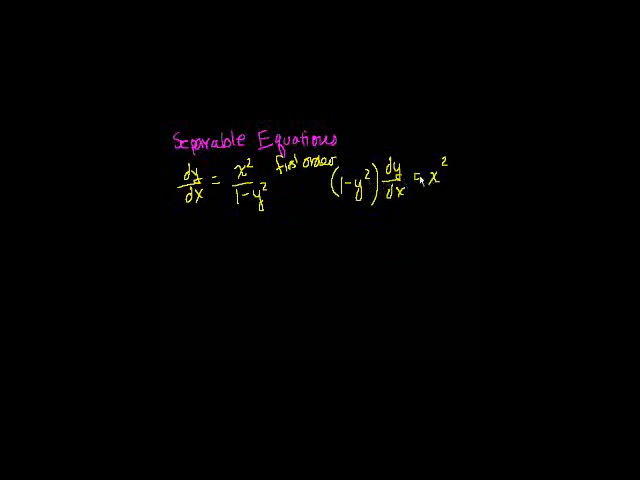 Separable Equations
dy/dx = x²/(1-y²) first order (1-y²) dy/dx = x²